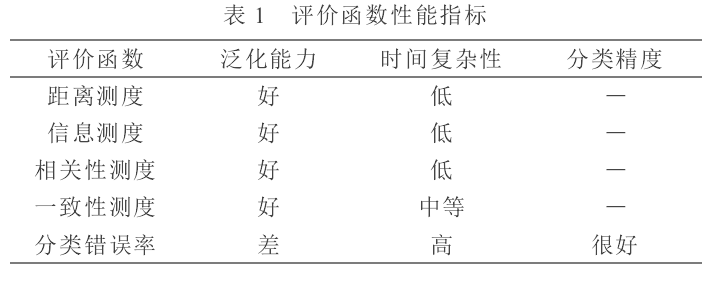 表 1 评价函数性能指标
评价函数 泛化能力 时间复杂性 分类精度
距离测度 好 低 —
信息测度 好 低 —
相关性测度 好 低 —
一致性测度 好 中等 —
分类错误率 差 高 很好